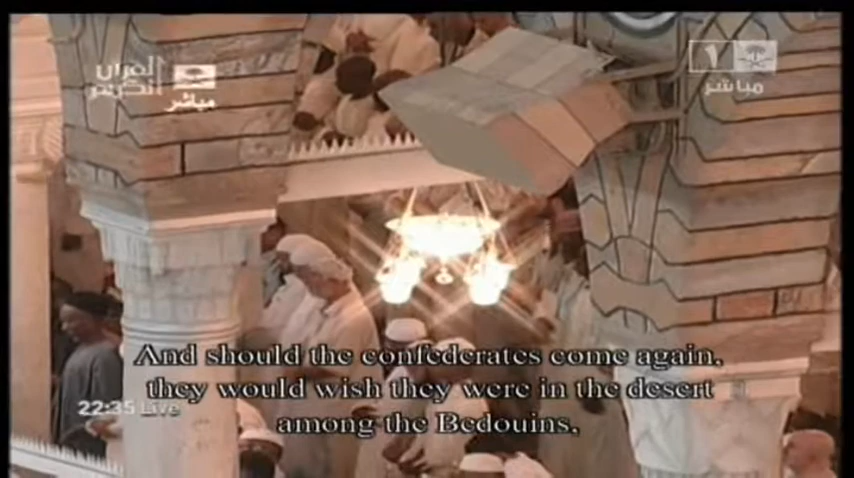 القرآن
الكريم
مباشر
١
مباشر
And should the confederates come again,
they would wish they were in the desert
among the Bedouins,
22:35 Live